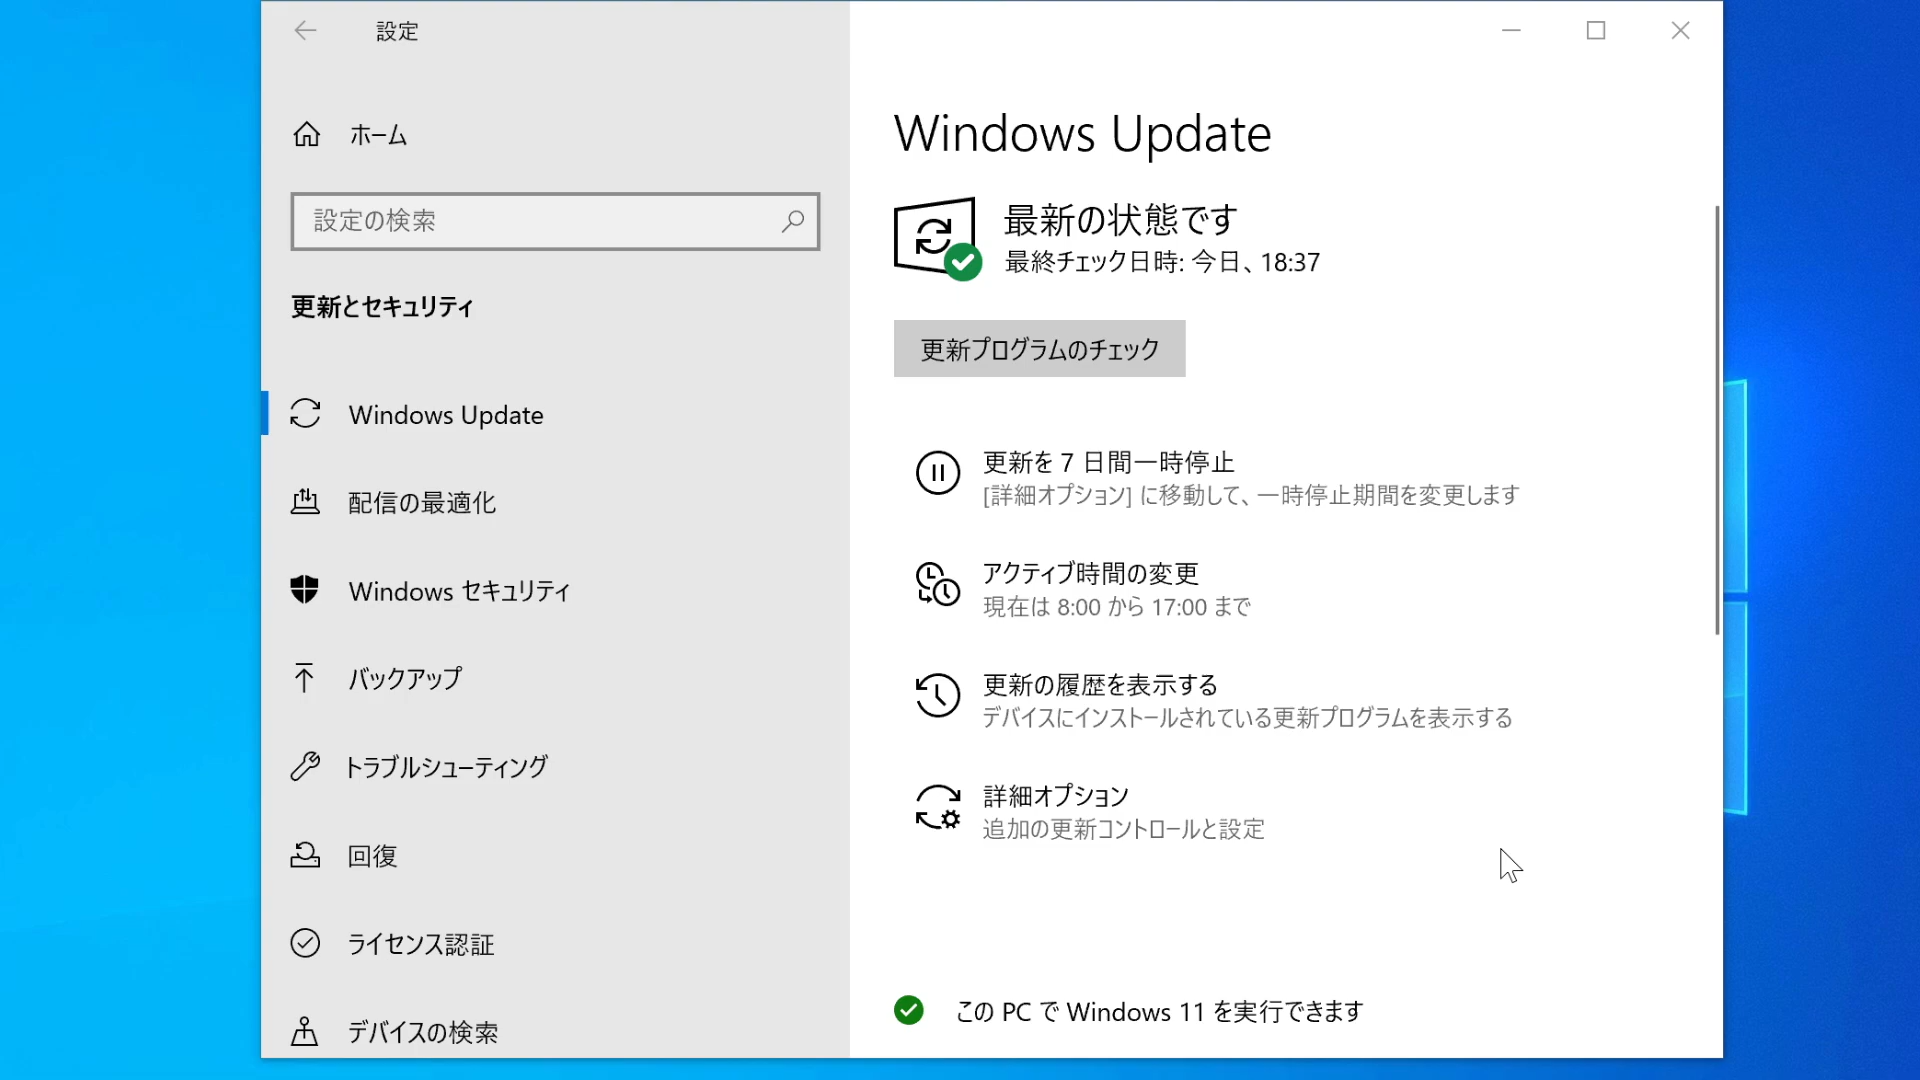 設定
ホーム
設定の検索
更新とセキュリティ
Windows Update
配信の最適化
Windows セキュリティ
バックアップ
トラブルシューティング
回復
ライセンス認証
デバイスの検索
Windows Update
最新の状態です
最終チェック日時: 今日、18:37
更新プログラムのチェック
更新を 7 日間一時停止
[詳細オプション] に移動して、一時停止期間を変更します
アクティブ時間の変更
現在は 8:00 から 17:00 まで
更新の履歴を表示する
デバイスにインストールされている更新プログラムを表示する
詳細オプション
追加の更新コントロールと設定
この PC で Windows 11 を実行できます